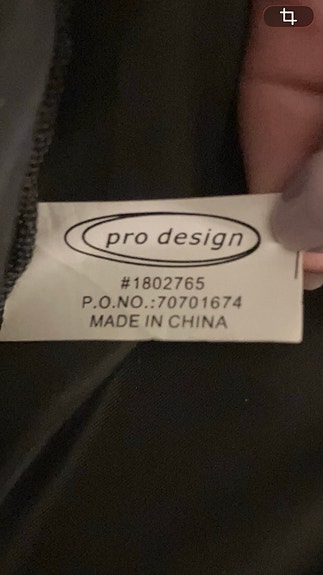 pro design
#1802765
P.O.NO.:70701674
MADE IN CHINA